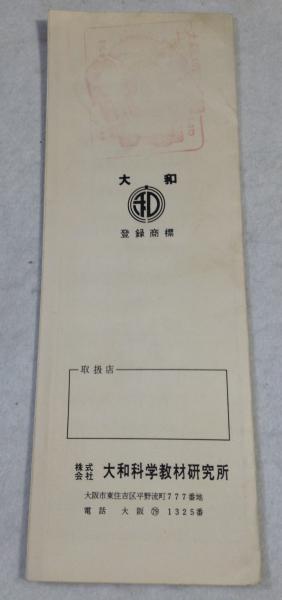 大和
登録商標
取扱店
株式会社 大和科学教材研究所
大阪市東住吉区平野流町777番地
電話 大阪 ㊆⑨ 1325番